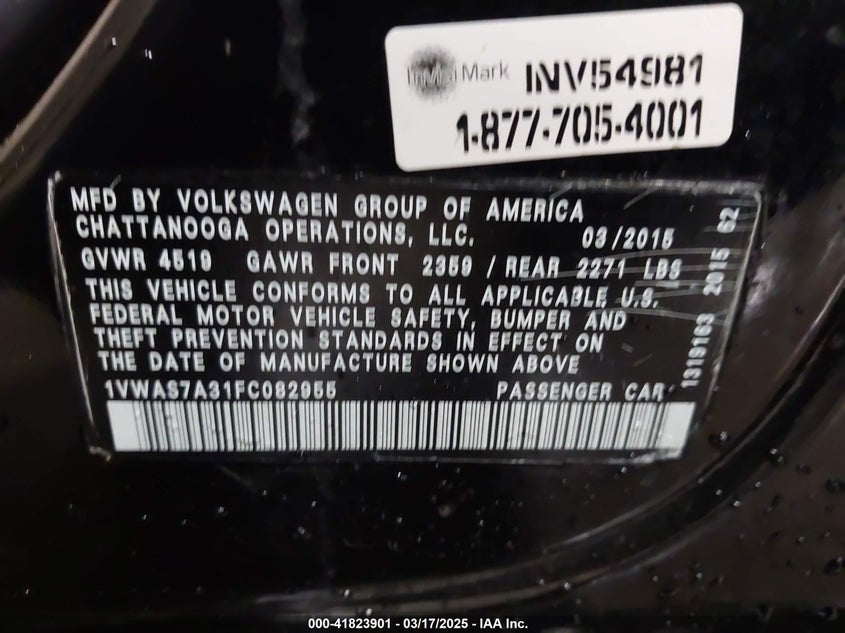 InVisiMark INV54981
1-877-705-4001
MFD BY VOLKSWAGEN GROUP OF AMERICA
CHATTANOOGA OPERATIONS, LLC. 03/2015
GVWR 4519 GAWR FRONT 2359 / REAR 2271 LBS
THIS VEHICLE CONFORMS TO ALL APPLICABLE U.S.
FEDERAL MOTOR VEHICLE SAFETY, BUMPER AND
THEFT PREVENTION STANDARDS IN EFFECT ON
THE DATE OF MANUFACTURE SHOWN ABOVE
1VWAS7A31FC082955 PASSENGER CAR
1319163 2015 62
000-41823901 - 03/17/2025 - IAA Inc.